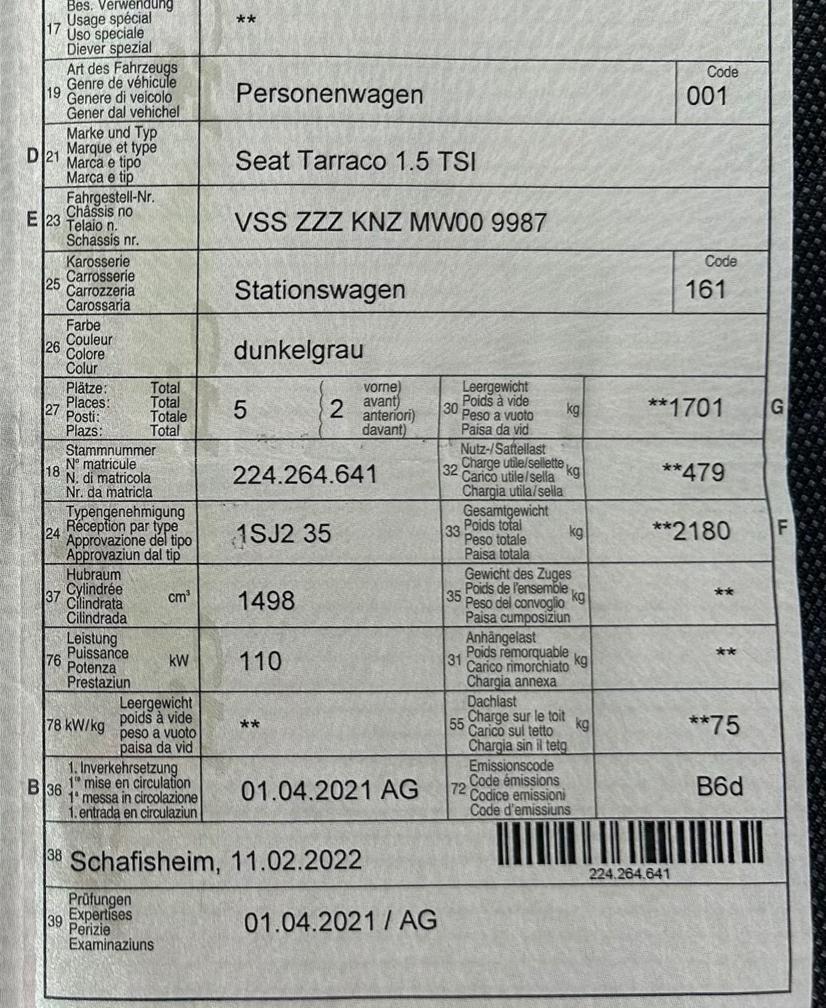 Bes. Verwendung
17 Usage spécial **
Uso speciale
Diever spezial
Art des Fahrzeugs Code
19 Genre de véhicule Personenwagen 001
Genere di veicolo
Gener dal vehichel
Marke und Typ
D 21 Marque et type Seat Tarraco 1.5 TSI
Marca e tipo
Marca e tip
Fahrgestell-Nr.
E 23 Châssis no VSS ZZZ KNZ MW00 9987
Telaio n.
Schassis nr.
Karosserie Code
25 Carrosserie Stationswagen 161
Carrozzeria
Carossaria
Farbe
26 Couleur dunkelgrau
Colore
Colur
Plätze: Total vorne) Leergewicht
27 Places: Total 5 ( 2 avant) 30 Poids à vide kg **1701 G
Posti: Totale anteriori) Peso a vuoto
Plazs: Total davant) Paisa da vid
Stammnummer Nutz-/Sattellast
18 N° matricule 224.264.641 32 Charge utile/sellette kg **479
N. di matricola Carico utile/sella
Nr. da matricla Chargia utila/sella
Typengenehmigung Gesamtgewicht
24 Réception par type 1SJ2 35 33 Poids total kg **2180 F
Approvazione del tipo Peso totale
Approvaziun dal tip Paisa totala
Hubraum Gewicht des Zuges
37 Cylindrée cm³ 1498 35 Poids de l'ensemble kg **
Cilindrata Peso del convoglio
Cilindrada Paisa cumposiziun
Leistung Anhängelast
76 Puissance kW 110 31 Poids remorquable kg **
Potenza Carico rimorchiato
Prestaziun Chargia annexa
Leergewicht Dachlast
78 kW/kg poids à vide ** 55 Charge sur le toit kg **75
peso a vuoto Carico sul tetto
paisa da vid Chargia sin il tetg
1. Inverkehrsetzung Emissionscode
B 36 1re mise en circulation 01.04.2021 AG 72 Code émissions B6d
1a messa in circolazione Codice emissioni
1. entrada en circulaziun Code d'emissiuns
38 Schafisheim, 11.02.2022
224.264.641
Prüfungen
39 Expertises 01.04.2021 / AG
Perizie
Examinaziuns